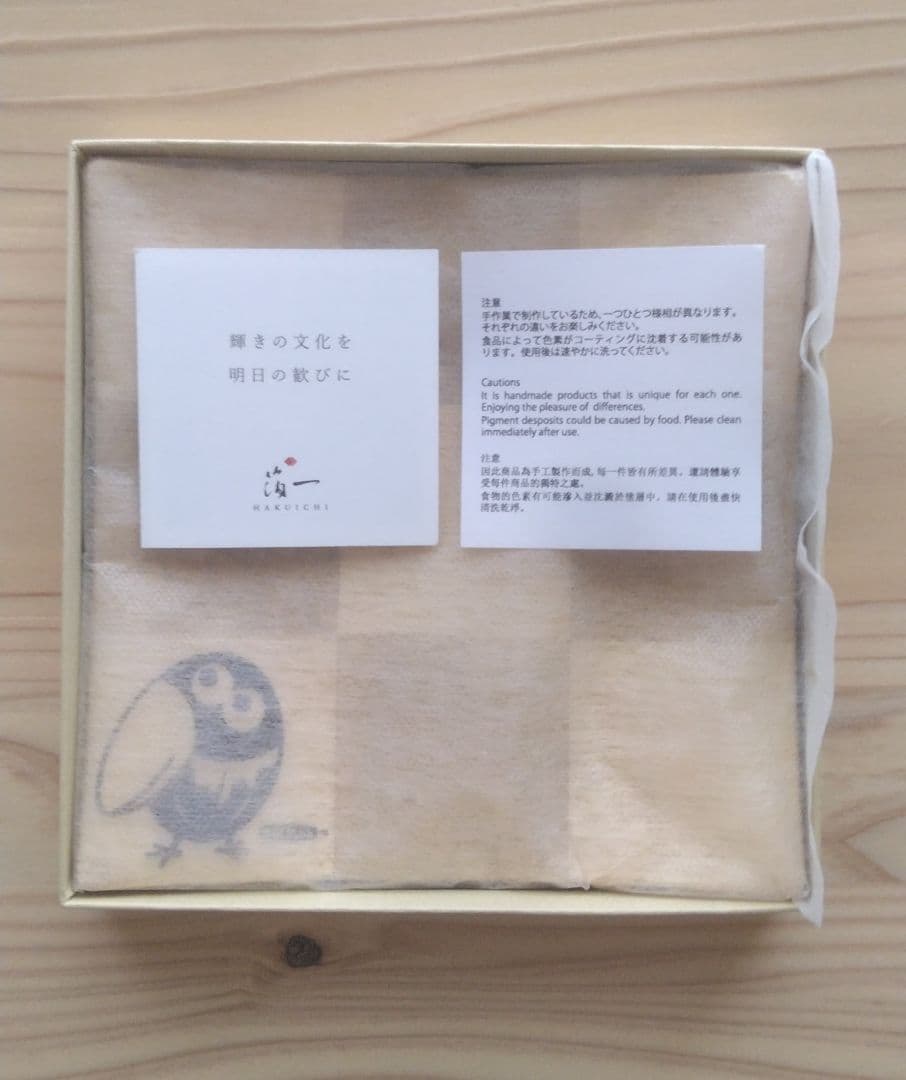 輝きの文化を
明日の歓びに
箔一
HAKUICHI
注意
手作業で制作しているため、一つひとつ様相が異なります。
それぞれの違いをお楽しみください。
食品によって色素がコーティングに沈着する可能性があ
ります。使用後は速やかに洗ってください。
Cautions
It is handmade products that is unique for each one.
Enjoying the pleasure of differences.
Pigment desposits could be caused by food. Please clean
immediately after use.
注意
因此商品為手工製作而成，每一件皆有所差異。還請體驗享
受每件商品的獨特之處。
食物的色素有可能滲入並沈澱於塗層中。請在使用後盡快
清洗乾淨。